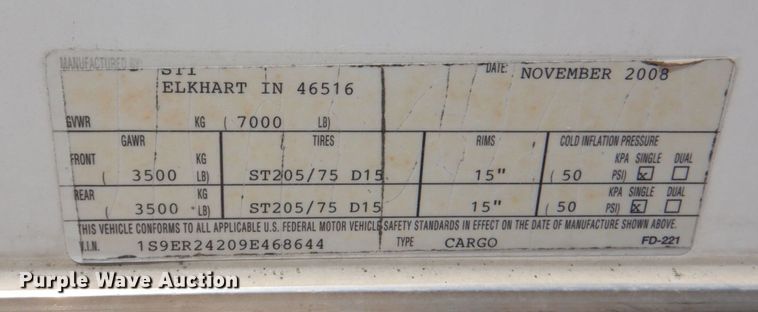 MANUFACTURED BY: STI DATE: NOVEMBER 2008
ELKHART IN 46516
GVWR KG ( 7000 LB)
GAWR TIRES RIMS COLD INFLATION PRESSURE
FRONT KG KPA SINGLE DUAL
( 3500 LB) ST205/75 D15 15" ( 50 PSI) x
REAR KG KPA SINGLE DUAL
( 3500 LB) ST205/75 D15 15" ( 50 PSI) x
THIS VEHICLE CONFORMS TO ALL APPLICABLE U.S. FEDERAL MOTOR VEHICLE SAFETY STANDARDS IN EFFECT ON THE DATE OF MANUFACTURE SHOWN ABOVE.
V.I.N. 1S9ER24209E468644 TYPE CARGO FD-221
Purple Wave Auction